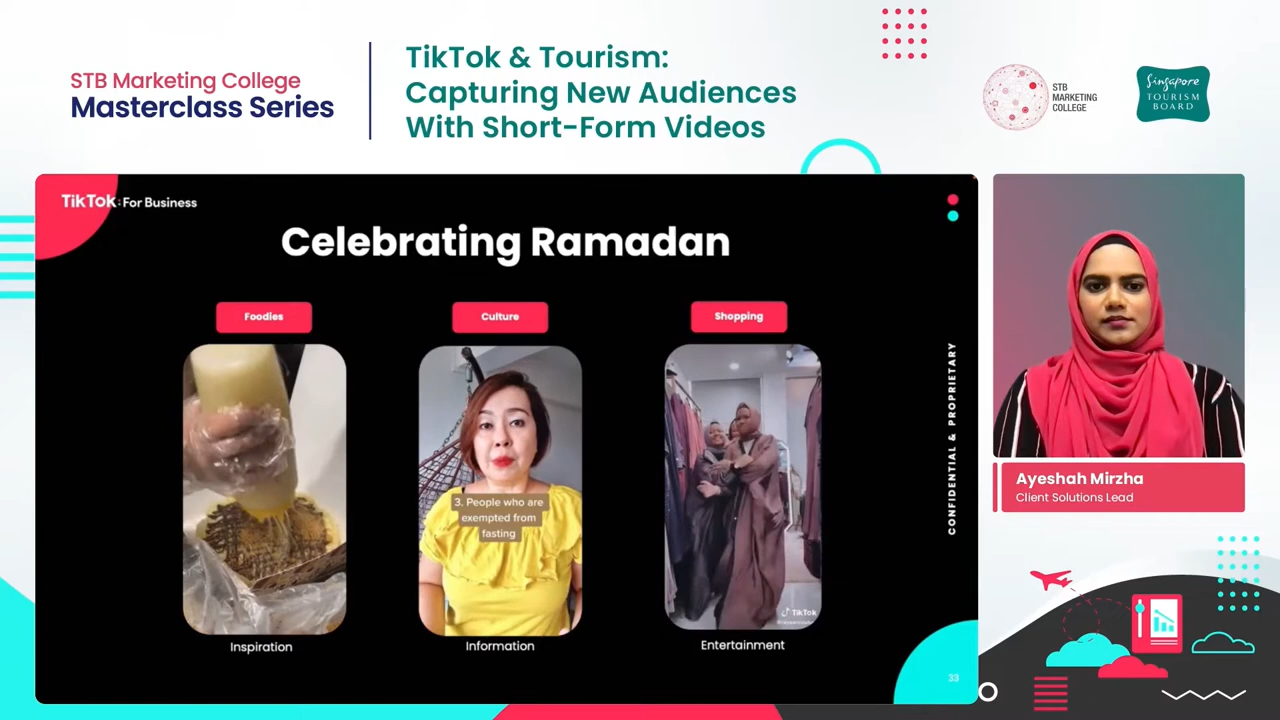 STB Marketing College
Masterclass Series
TikTok & Tourism:
Capturing New Audiences
With Short-Form Videos
STB
MARKETING
COLLEGE
Singapore
TOURISM
BOARD
TikTok: For Business
Celebrating Ramadan
Foodies
Culture
Shopping
3. People who are
exempted from
fasting
TikTok
Inspiration
Information
Entertainment
CONFIDENTIAL & PROPRIETARY
33
Ayeshah Mirzha
Client Solutions Lead